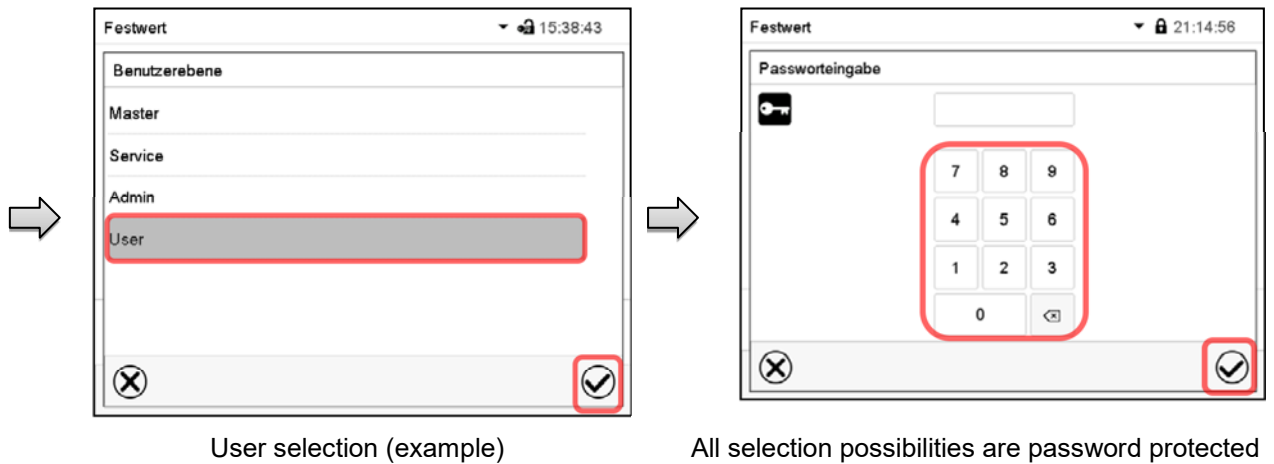 Festwert 15:38:43
Benutzerebene
Master
Service
Admin
User
User selection (example)
Festwert 21:14:56
Passworteingabe
7 8 9
4 5 6
1 2 3
0
All selection possibilities are password protected